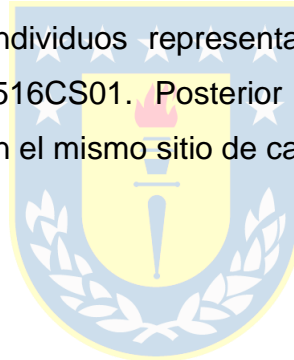 ndividuos representa
516CS01. Posterior
n el mismo sitio de ca